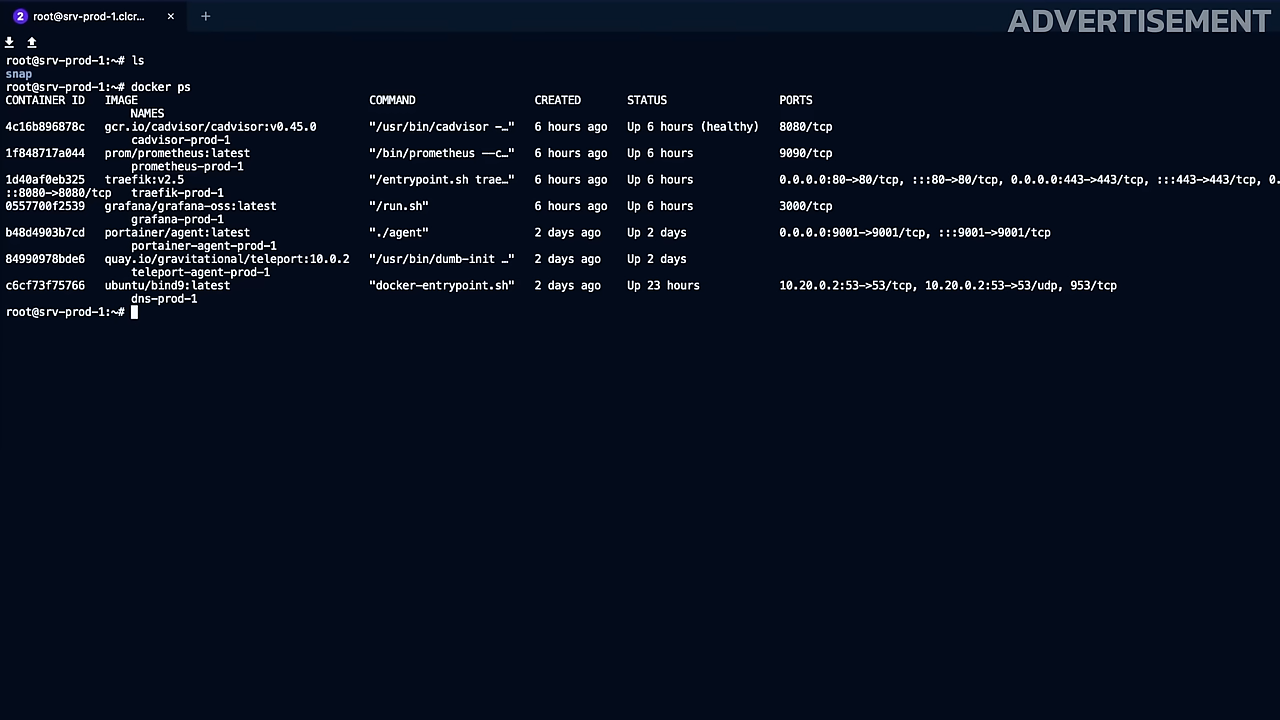 2 root@srv-prod-1.clcr... × +
ADVERTISEMENT
root@srv-prod-1:~# ls
snap
root@srv-prod-1:~# docker ps
CONTAINER ID IMAGE COMMAND CREATED STATUS PORTS
NAMES
4c16b896878c gcr.io/cadvisor/cadvisor:v0.45.0 "/usr/bin/cadvisor -…" 6 hours ago Up 6 hours (healthy) 8080/tcp
cadvisor-prod-1
1f848717a044 prom/prometheus:latest "/bin/prometheus --c…" 6 hours ago Up 6 hours 9090/tcp
prometheus-prod-1
1d40af0eb325 traefik:v2.5 "/entrypoint.sh trae…" 6 hours ago Up 6 hours 0.0.0.0:80->80/tcp, :::80->80/tcp, 0.0.0.0:443->443/tcp, :::443->443/tcp, 0.
::8080->8080/tcp traefik-prod-1
0557700f2539 grafana/grafana-oss:latest "/run.sh" 6 hours ago Up 6 hours 3000/tcp
grafana-prod-1
b48d4903b7cd portainer/agent:latest "./agent" 2 days ago Up 2 days 0.0.0.0:9001->9001/tcp, :::9001->9001/tcp
portainer-agent-prod-1
84990978bde6 quay.io/gravitational/teleport:10.0.2 "/usr/bin/dumb-init …" 2 days ago Up 2 days
teleport-agent-prod-1
c6cf73f75766 ubuntu/bind9:latest "docker-entrypoint.sh" 2 days ago Up 23 hours 10.20.0.2:53->53/tcp, 10.20.0.2:53->53/udp, 953/tcp
dns-prod-1
root@srv-prod-1:~#